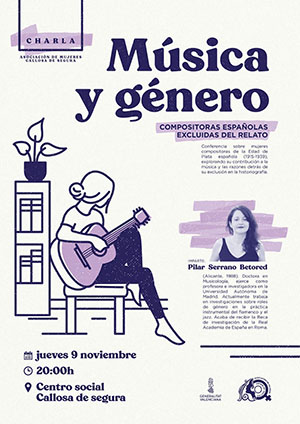 CHARLA
ASOCIACIÓN DE MUJERES
CALLOSA DE SEGURA
Música
y género
COMPOSITORAS ESPAÑOLAS
EXCLUIDAS DEL RELATO
Conferencia sobre mujeres
compositoras de la Edad de
Plata española (1915-1939),
explorando su contribución a la
música y las razones detrás de
su exclusión en la historiografía.
IMPARTE:
Pilar Serrano Betored
(Alicante, 1988). Doctora en
Musicología, ejerce como
profesora e investigadora en la
Universidad Autónoma de
Madrid. Actualmente trabaja
en investigaciones sobre roles
de género en la práctica
instrumental del flamenco y el
jazz. Acaba de recibir la Beca
de investigación de la Real
Academia de España en Roma.
jueves 9 noviembre
20:00h
Centro social
Callosa de segura
GENERALITAT
VALENCIANA